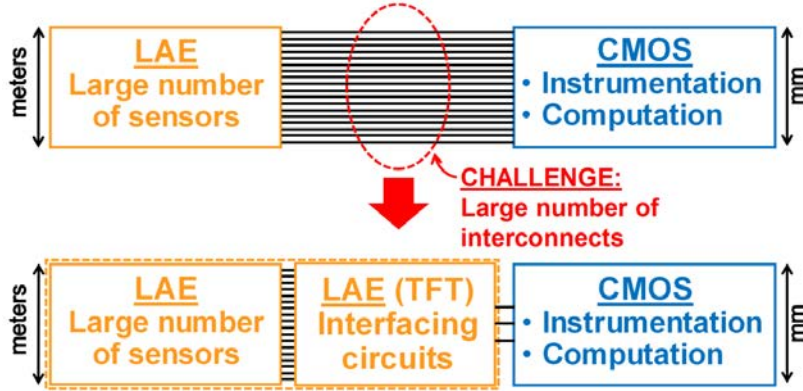 meters
LAE
Large number
of sensors
CMOS
• Instrumentation
• Computation
mm
CHALLENGE:
Large number of
interconnects
meters
LAE
Large number
of sensors
LAE (TFT)
Interfacing
circuits
CMOS
• Instrumentation
• Computation
mm